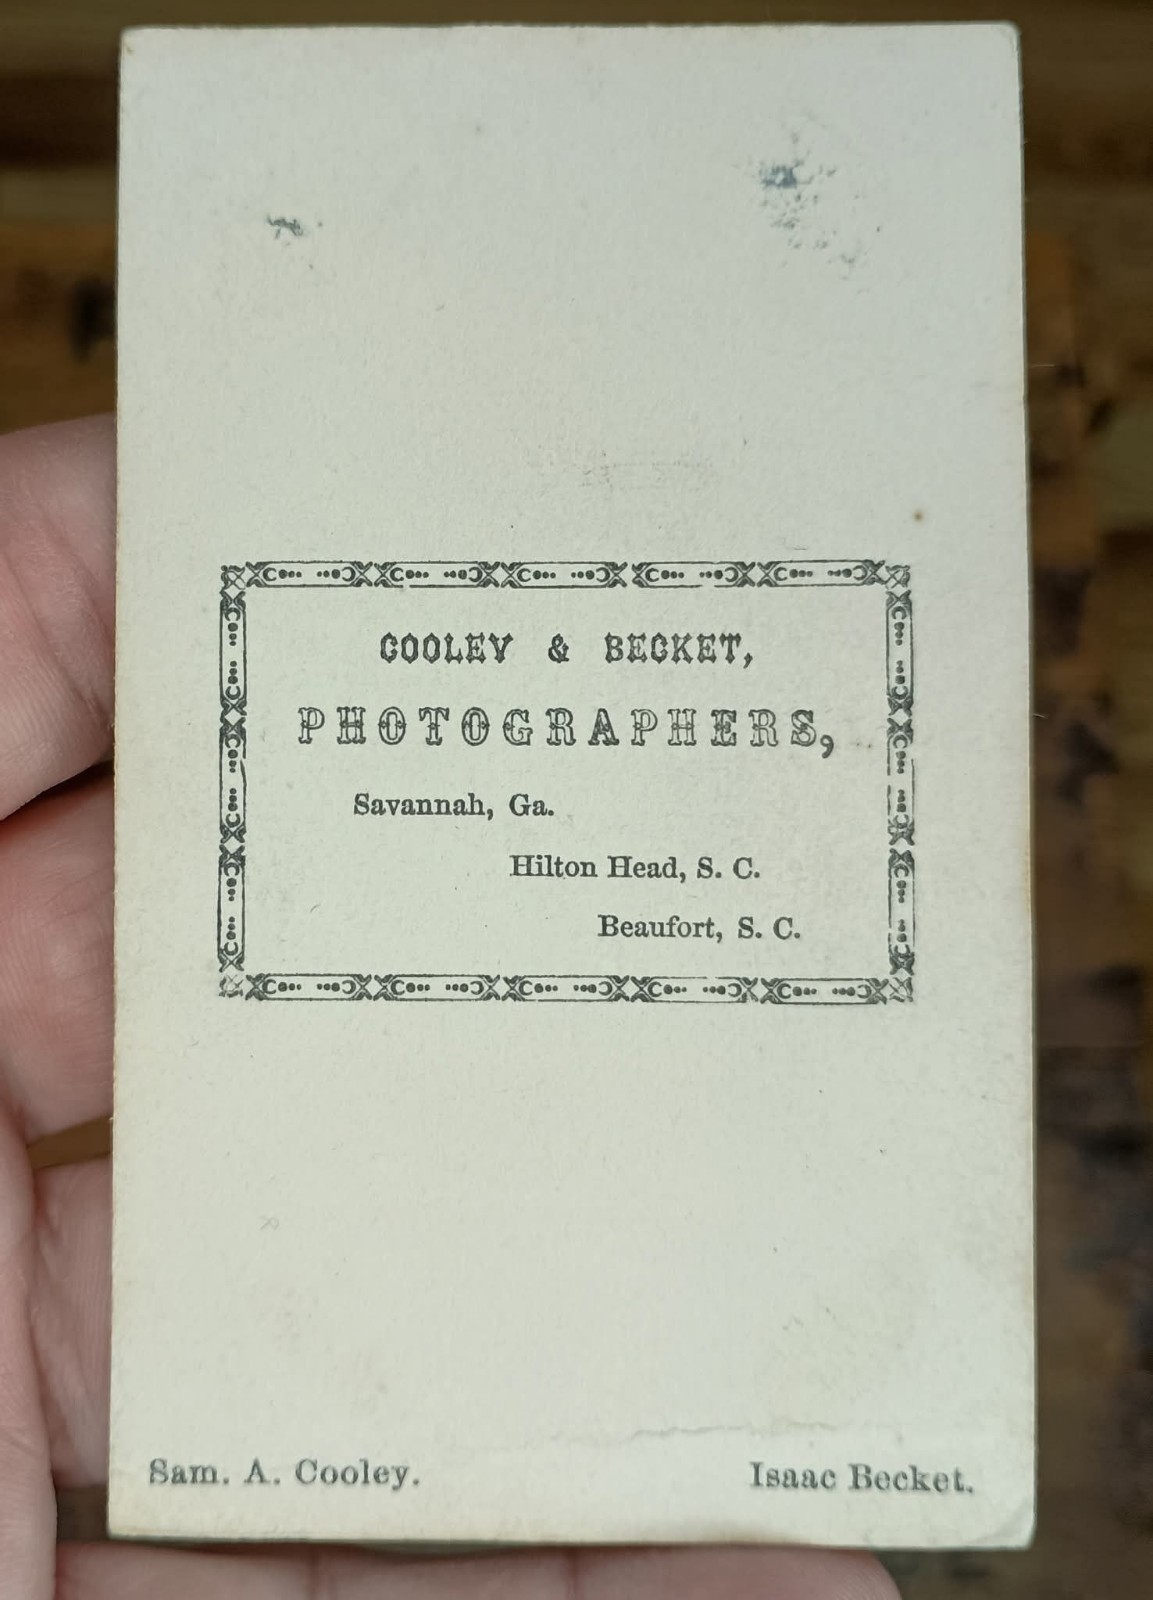 COOLEY & BECKET,
PHOTOGRAPHERS,
Savannah, Ga.
Hilton Head, S. C.
Beaufort, S. C.
Sam. A. Cooley.
Isaac Becket.